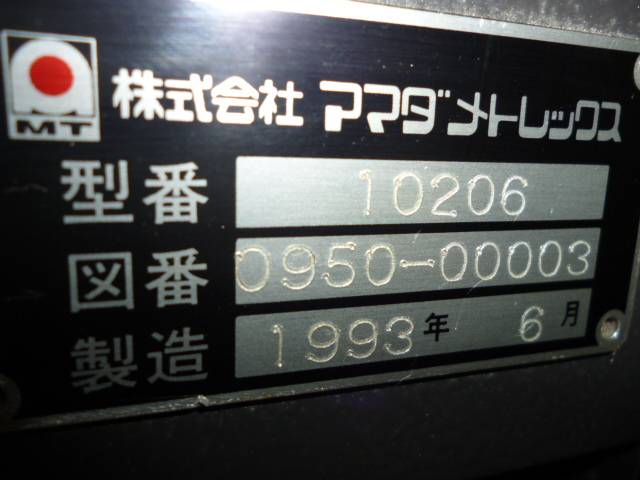 MT
株式会社 アマダメトレックス
型番 10206
図番 0950-00003
製造 1993年 6月